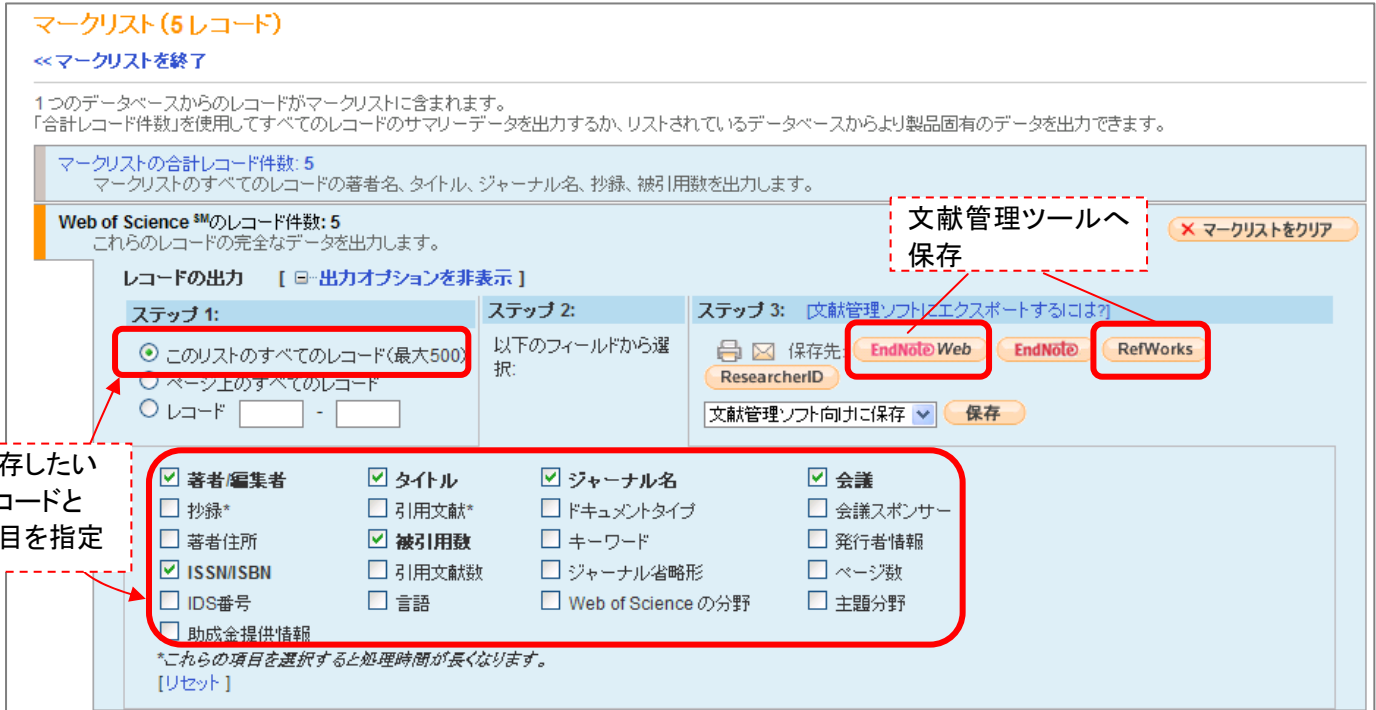 マークリスト(5レコード)
<<マークリストを終了
1つのデータベースからのレコードがマークリストに含まれます。
「合計レコード件数」を使用してすべてのレコードのサマリーデータを出力するか、リストされているデータベースからより製品固有のデータを出力できます。
マークリストの合計レコード件数: 5
マークリストのすべてのレコードの著者名、タイトル、ジャーナル名、抄録、被引用数を出力します。
Web of Science ℠のレコード件数: 5
これらのレコードの完全なデータを出力します。
文献管理ツールへ
保存
マークリストをクリア
レコードの出力 [ 出力オプションを非表示 ]
ステップ 1: ステップ 2: ステップ 3: [文献管理ソフトにエクスポートするには?]
このリストのすべてのレコード(最大500)
ページ上のすべてのレコード
レコード -
以下のフィールドから選
択:
保存先: EndNote Web EndNote RefWorks
ResearcherID
文献管理ソフト向けに保存 保存
存したい
コードと
目を指定
著者/編集者 タイトル ジャーナル名 会議
抄録* 引用文献* ドキュメントタイプ 会議スポンサー
著者住所 被引用数 キーワード 発行者情報
ISSN/ISBN 引用文献数 ジャーナル省略形 ページ数
IDS番号 言語 Web of Science の分野 主題分野
助成金提供情報
*これらの項目を選択すると処理時間が長くなります。
[リセット]